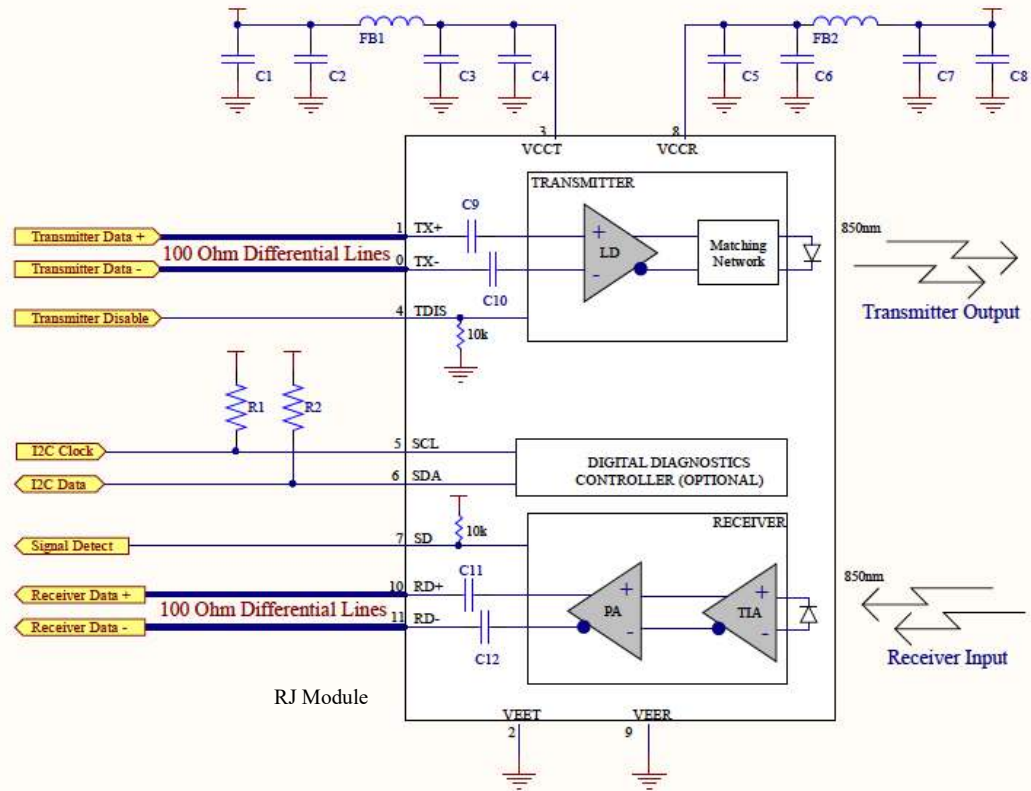 FB1
FB2
C1
C2
C3
C4
C5
C6
C7
C8
3
8
VCCT
VCCR
TRANSMITTER
C9
1 TX+
Transmitter Data +
100 Ohm Differential Lines
+
LD
-
Matching
Network
850nm
0 TX-
Transmitter Data -
C10
Transmitter Output
4 TDIS
Transmitter Disable
10k
R1
R2
5 SCL
I2C Clock
DIGITAL DIAGNOSTICS
CONTROLLER (OPTIONAL)
6 SDA
I2C Data
RECEIVER
10k
7 SD
Signal Detect
C11
850nm
10 RD+
Receiver Data +
100 Ohm Differential Lines
+
PA
-
+
TIA
-
11 RD-
Receiver Data -
C12
Receiver Input
RJ Module
VEET
VEER
2
9